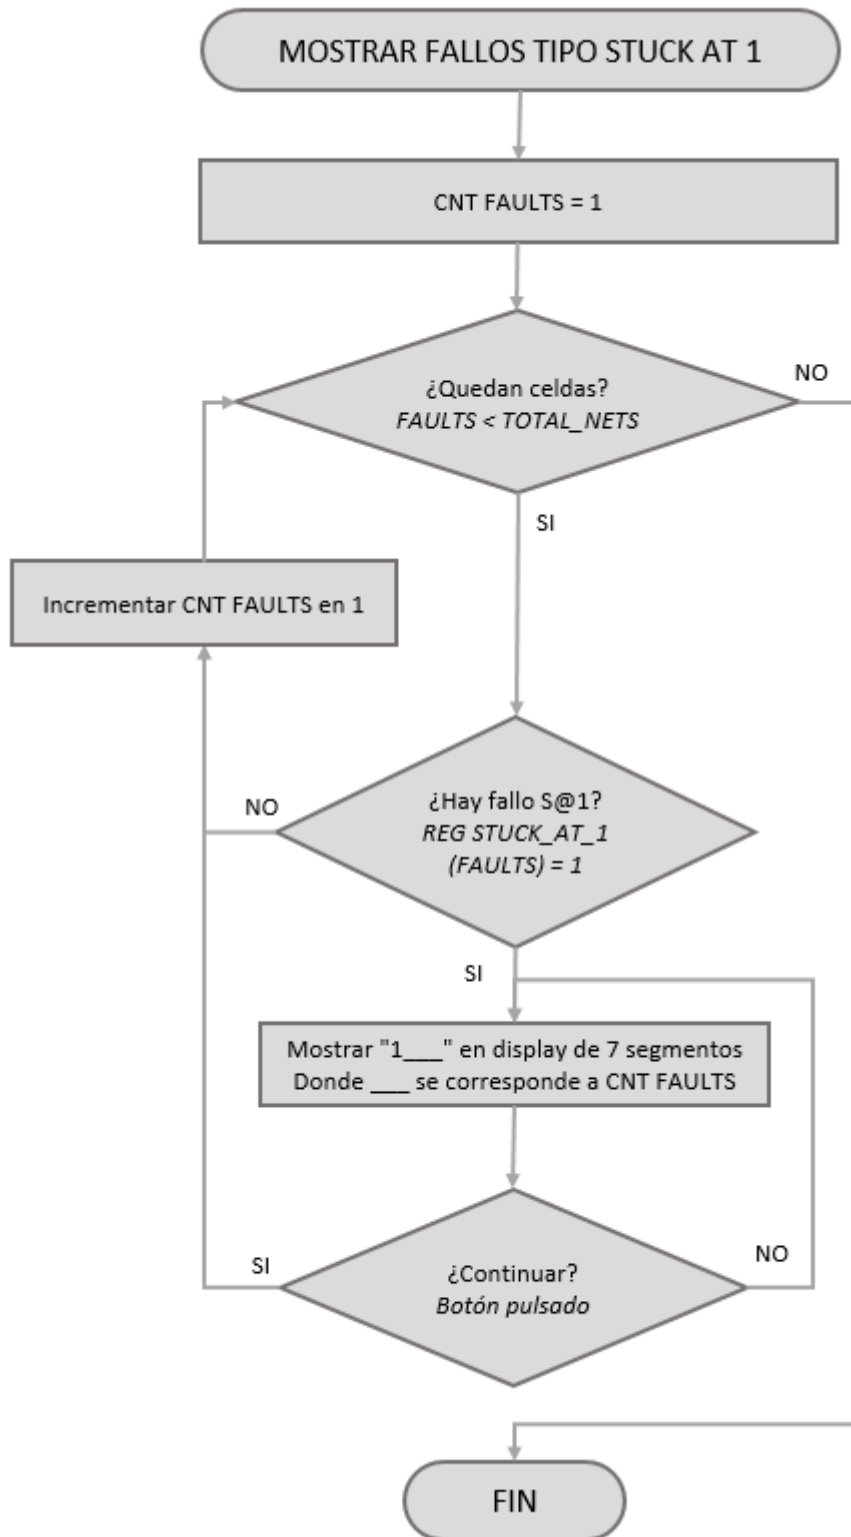 MOSTRAR FALLOS TIPO STUCK AT 1
CNT FAULTS = 1
¿Quedan celdas?
FAULTS < TOTAL_NETS
NO
SI
Incrementar CNT FAULTS en 1
¿Hay fallo S@1?
REG STUCK_AT_1
(FAULTS) = 1
NO
SI
Mostrar "1___" en display de 7 segmentos
Donde ___ se corresponde a CNT FAULTS
¿Continuar?
Botón pulsado
SI
NO
FIN